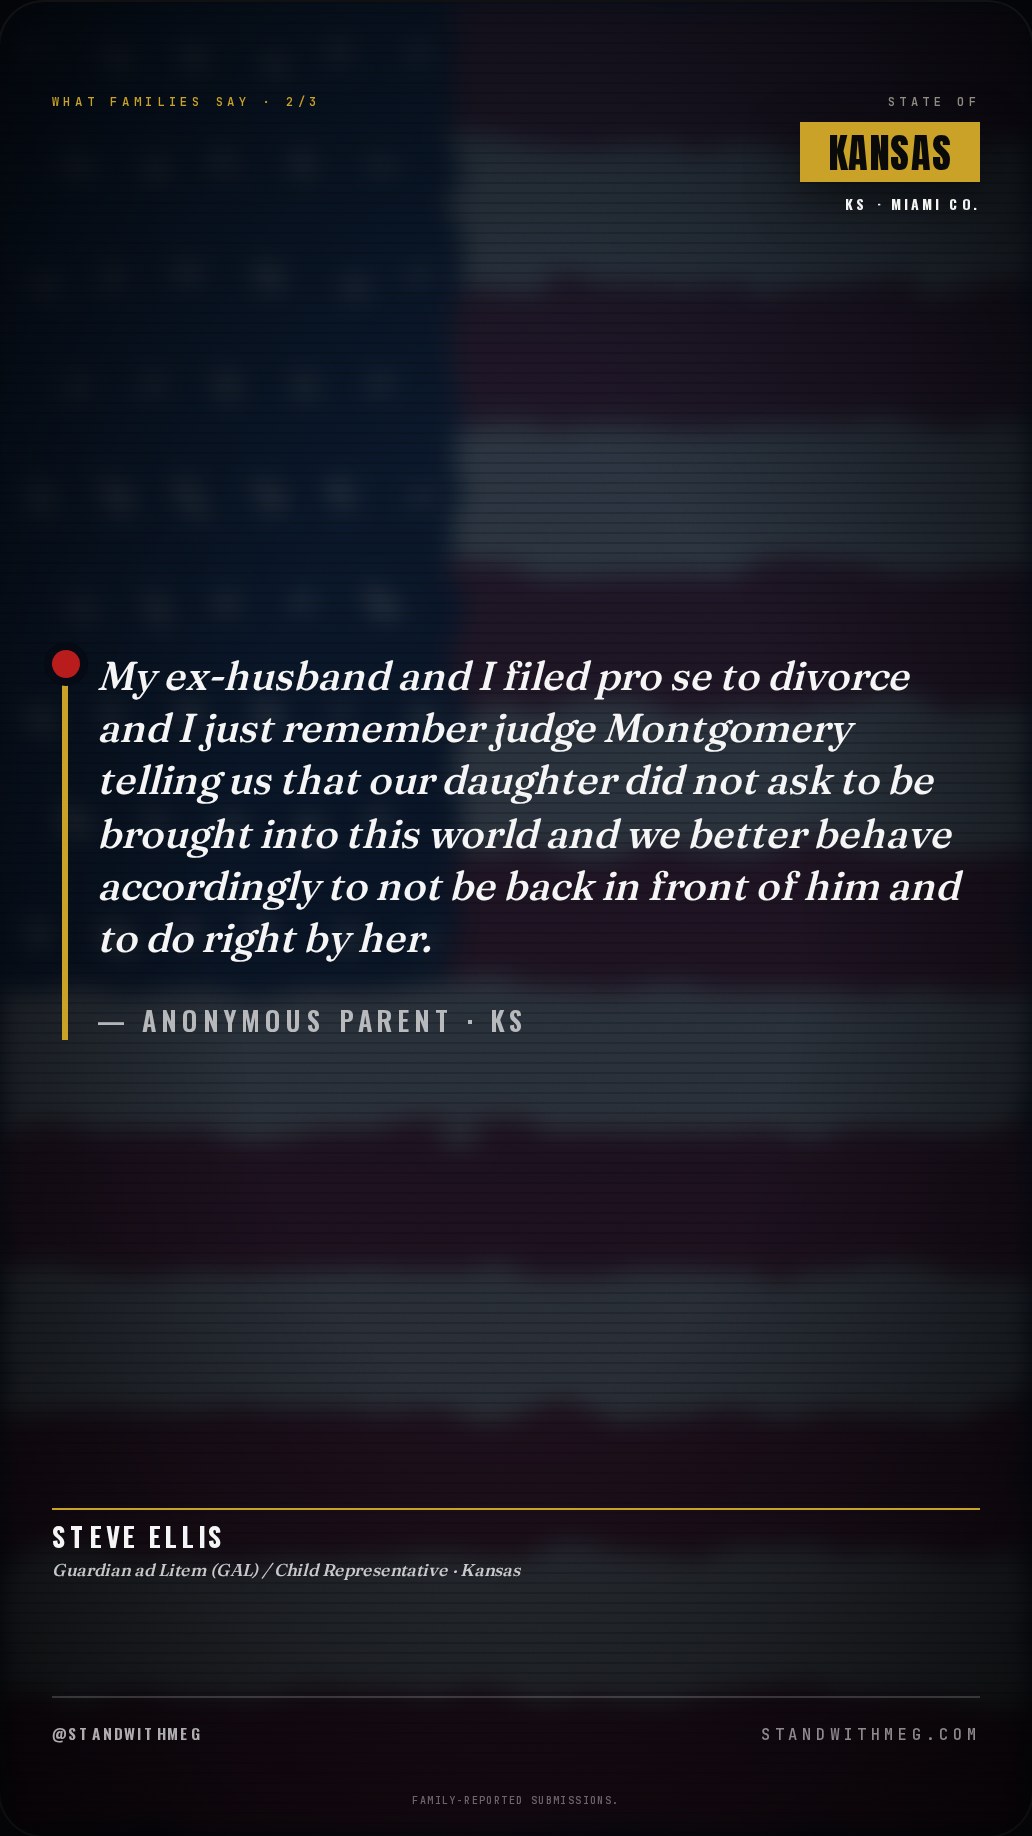 WHAT FAMILIES SAY · 2/3
STATE OF
KANSAS
KS · MIAMI CO.
My ex-husband and I filed pro se to divorce
and I just remember judge Montgomery
telling us that our daughter did not ask to be
brought into this world and we better behave
accordingly to not be back in front of him and
to do right by her.
— ANONYMOUS PARENT · KS
STEVE ELLIS
Guardian ad Litem (GAL) / Child Representative · Kansas
@STANDWITHMEG
STANDWITHMEG.COM
FAMILY-REPORTED SUBMISSIONS.